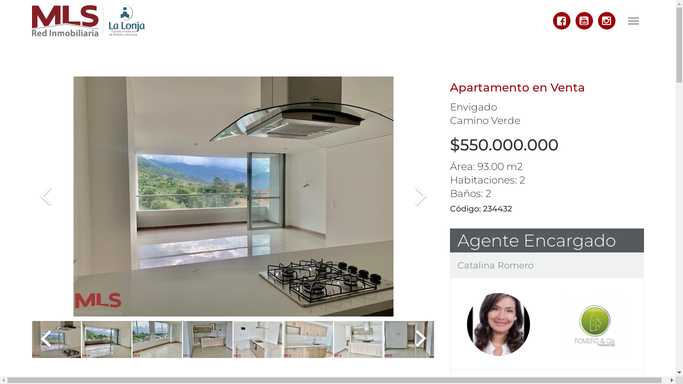 MLS
Red Inmobiliaria
La Lonja
Apartamento en Venta
Envigado
Camino Verde
$550.000.000
Área: 93.00 m2
Habitaciones: 2
Baños: 2
Código: 234432
MLS
Agente Encargado
Catalina Romero
ROMERO & CIA